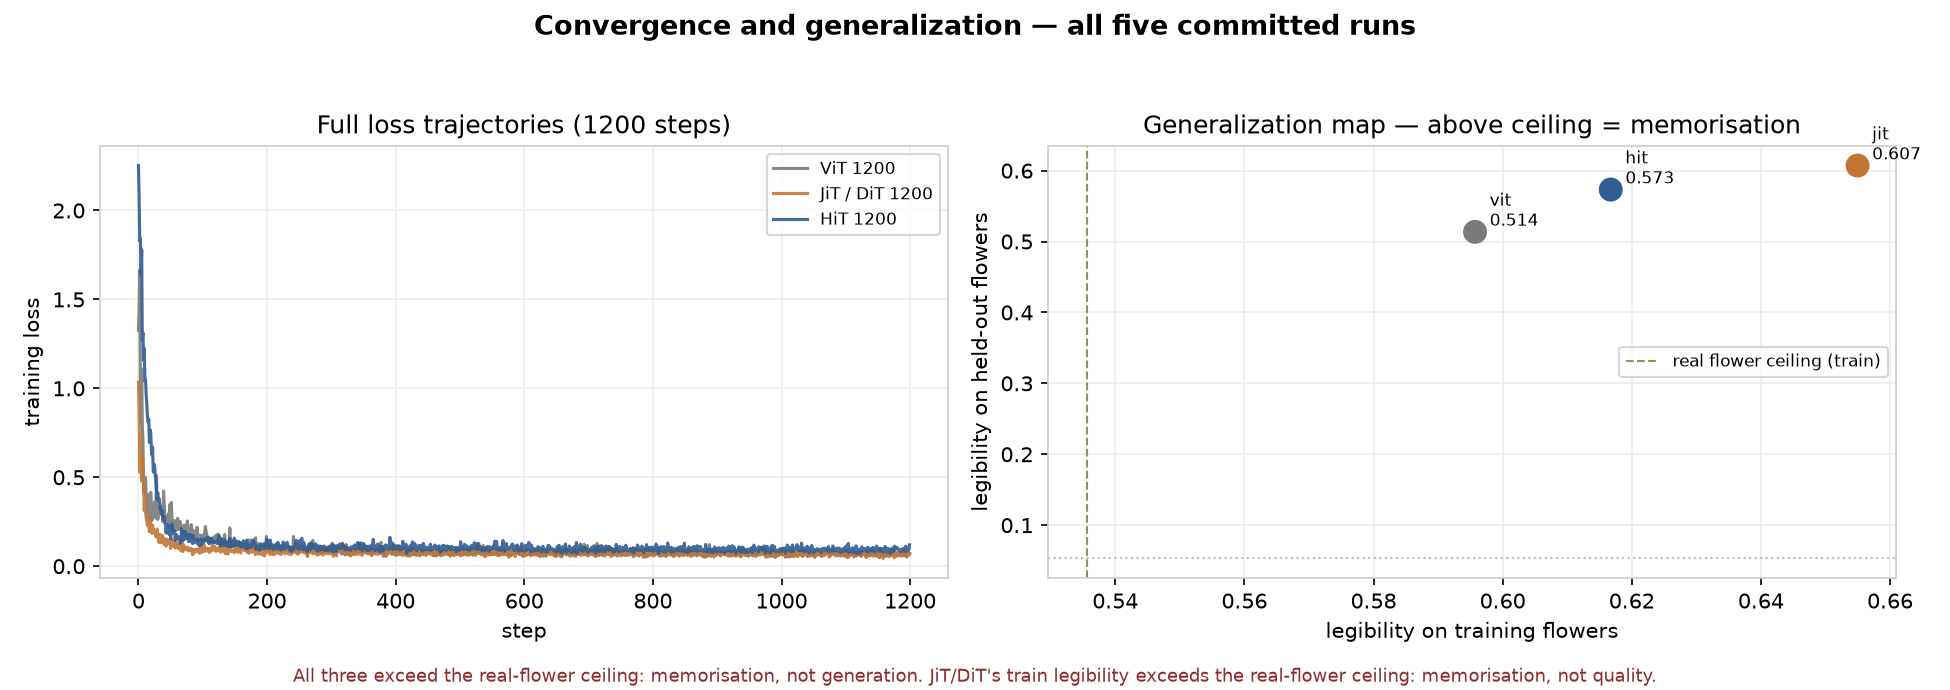 Convergence and generalization — all five committed runs
Full loss trajectories (1200 steps)
training loss
2.0
1.5
1.0
0.5
0.0
ViT 1200
JiT / DiT 1200
HiT 1200
0
200
400
600
800
1000
1200
step
Generalization map — above ceiling = memorisation
legibility on held-out flowers
0.6
0.5
0.4
0.3
0.2
0.1
jit
0.607
hit
0.573
vit
0.514
real flower ceiling (train)
0.54
0.56
0.58
0.60
0.62
0.64
0.66
legibility on training flowers
All three exceed the real-flower ceiling: memorisation, not generation. JiT/DiT's train legibility exceeds the real-flower ceiling: memorisation, not quality.